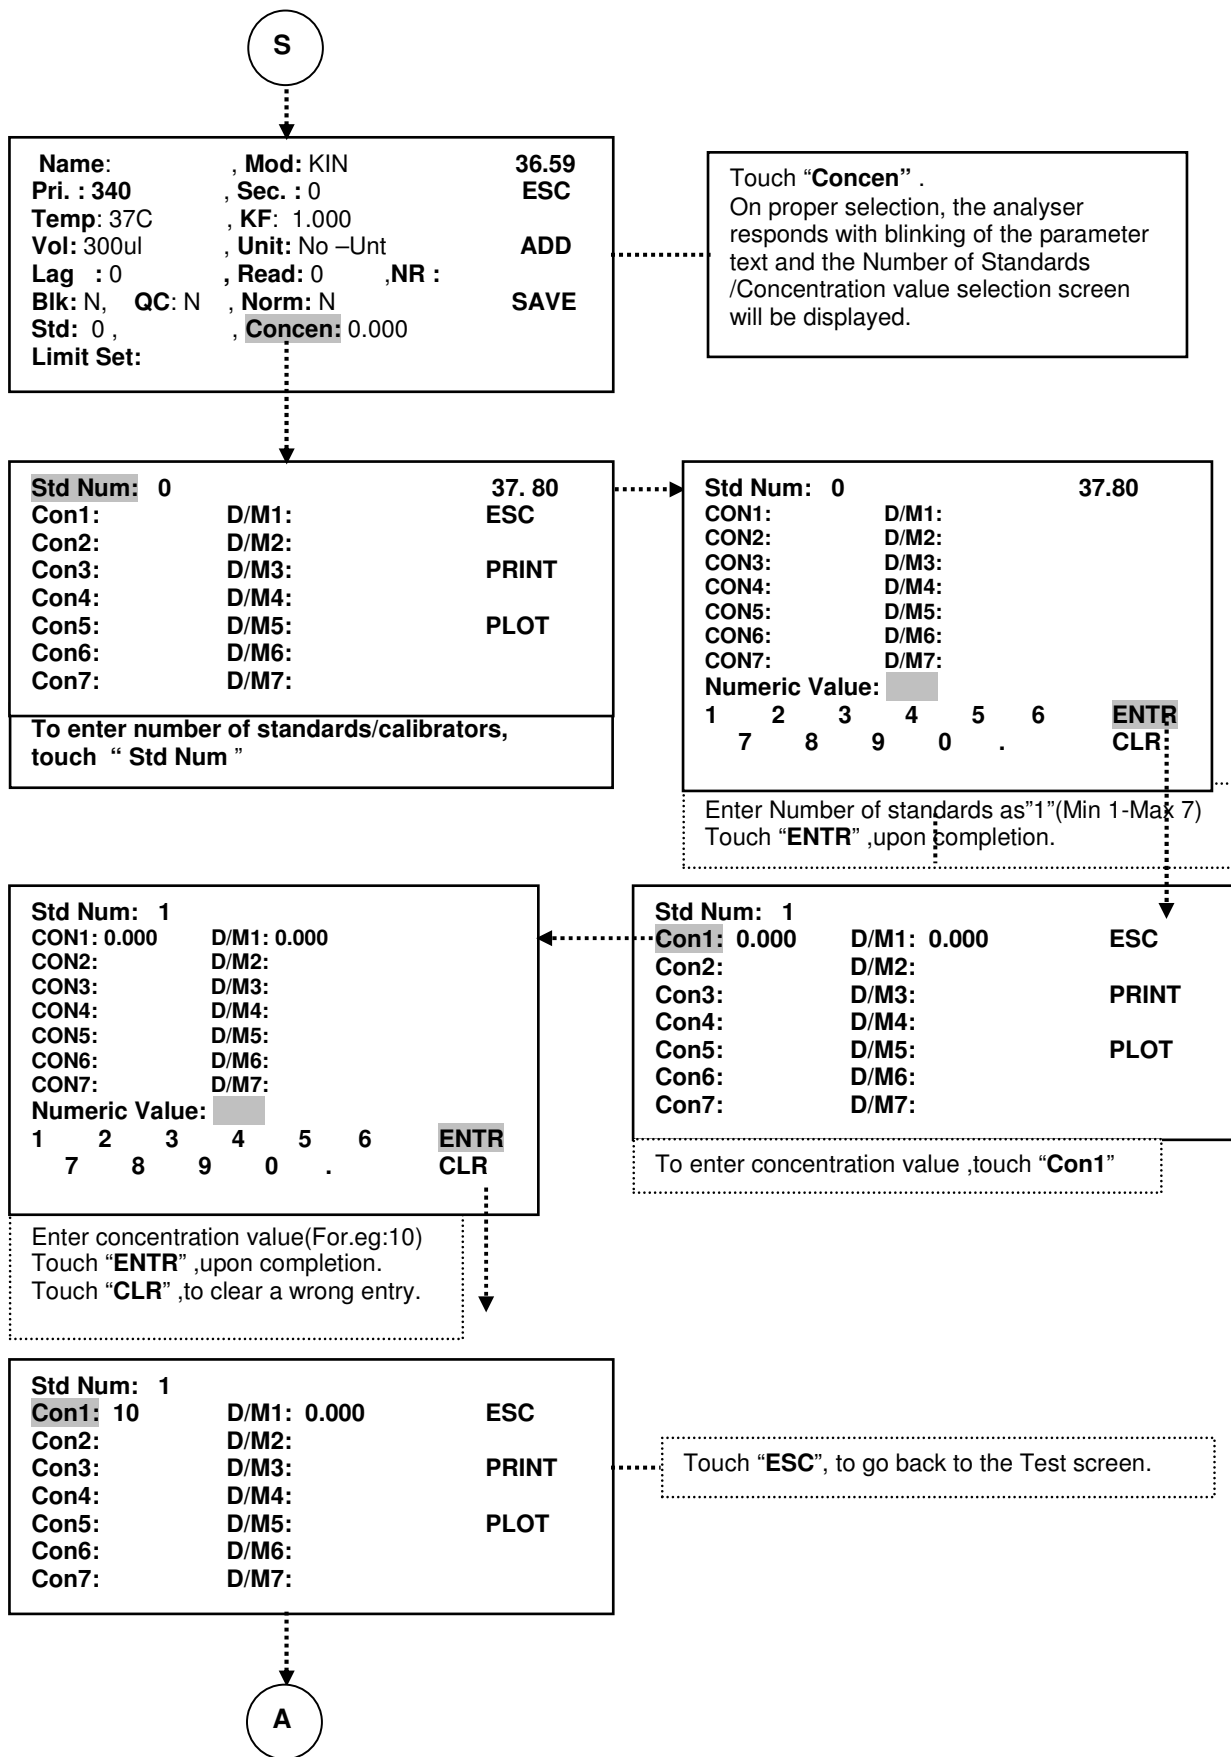 S
Name: , Mod: KIN 36.59
Pri. : 340 , Sec. : 0 ESC
Temp: 37C , KF: 1.000
Vol: 300ul , Unit: No –Unt ADD
Lag : 0 , Read: 0 ,NR :
Blk: N, QC: N , Norm: N SAVE
Std: 0 , , Concen: 0.000
Limit Set:
Touch “Concen” .
On proper selection, the analyser
responds with blinking of the parameter
text and the Number of Standards
/Concentration value selection screen
will be displayed.
Std Num: 0 37. 80
Con1: D/M1: ESC
Con2: D/M2:
Con3: D/M3: PRINT
Con4: D/M4:
Con5: D/M5: PLOT
Con6: D/M6:
Con7: D/M7:
To enter number of standards/calibrators,
touch “ Std Num ”
Std Num: 0 37.80
CON1: D/M1:
CON2: D/M2:
CON3: D/M3:
CON4: D/M4:
CON5: D/M5:
CON6: D/M6:
CON7: D/M7:
Numeric Value:
1 2 3 4 5 6 ENTR
7 8 9 0 . CLR
Enter Number of standards as”1”(Min 1-Max 7)
Touch “ENTR” ,upon completion.
Std Num: 1
Con1: 0.000 D/M1: 0.000 ESC
Con2: D/M2:
Con3: D/M3: PRINT
Con4: D/M4:
Con5: D/M5: PLOT
Con6: D/M6:
Con7: D/M7:
To enter concentration value ,touch “Con1”
Std Num: 1
CON1: 0.000 D/M1: 0.000
CON2: D/M2:
CON3: D/M3:
CON4: D/M4:
CON5: D/M5:
CON6: D/M6:
CON7: D/M7:
Numeric Value:
1 2 3 4 5 6 ENTR
7 8 9 0 . CLR
Enter concentration value(For.eg:10)
Touch “ENTR” ,upon completion.
Touch “CLR” ,to clear a wrong entry.
Std Num: 1
Con1: 10 D/M1: 0.000 ESC
Con2: D/M2:
Con3: D/M3: PRINT
Con4: D/M4:
Con5: D/M5: PLOT
Con6: D/M6:
Con7: D/M7:
Touch “ESC”, to go back to the Test screen.
A